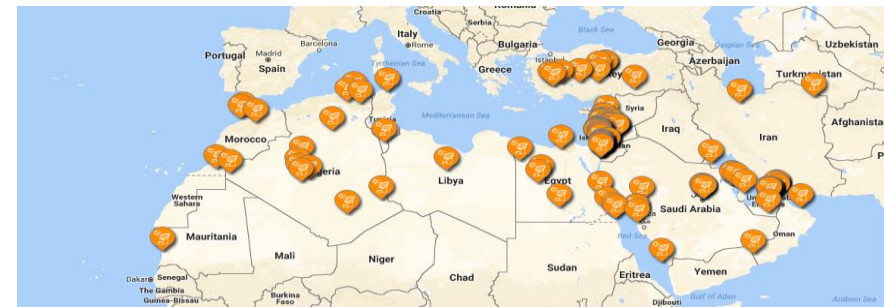 Croatia
Romania
Serbia
Black Sea
Italy
Rome
Barcelona
Bulgaria
Georgia
Caspian Sea
Uzbekistan
Portugal
Madrid
Spain
Tyrrhenian Sea
Istanbul
Azerbaijan
Greece
Turkmenistan
Mediterranean Sea
Syria
Afghanista
Iraq
Iran
Morocco
Tunisia
Algeria
Libya
Egypt
Western
Sahara
Saudi Arabia
Mauritania
Red Sea
Oman
Mali
Niger
Chad
Sudan
Eritrea
Yemen
Dakar
Senegal
The Gambia
Guinea-Bissau
Burkina
Faso
Gulf of Aden
Djibouti
Arabian Sea